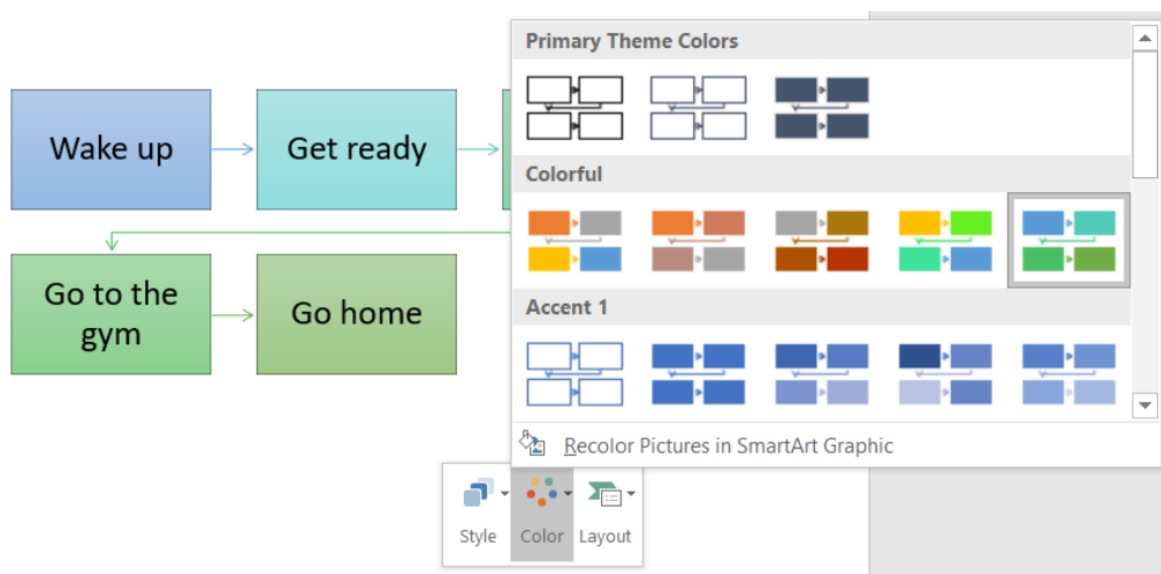 Wake up
Get ready
Go to the
gym
Go home
Primary Theme Colors
Colorful
Accent 1
Recolor Pictures in SmartArt Graphic
Style
Color
Layout